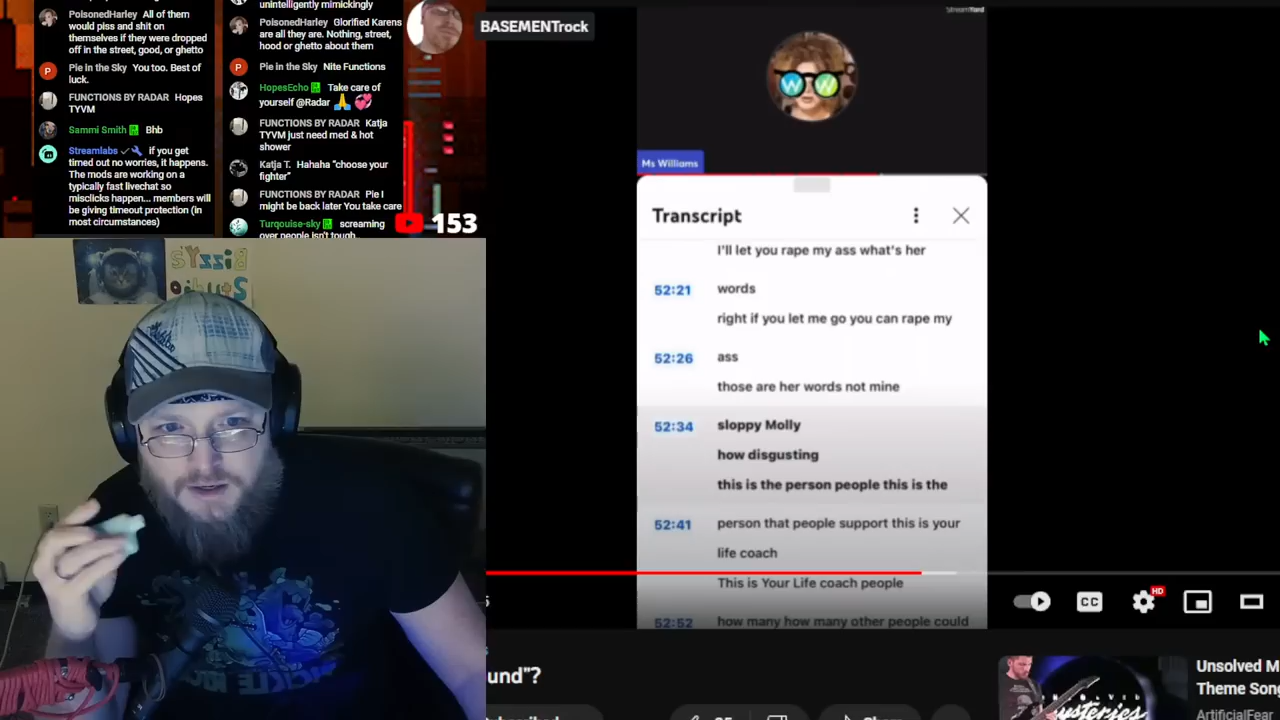 unintelligently mimickingly
PoisonedHarley All of them
would piss and shit on
themselves if they were dropped
off in the street, good, or ghetto
P Pie in the Sky You too. Best of
luck.
FUNCTIONS BY RADAR Hopes
TYVM
Sammi Smith Bhb
Streamlabs if you get
timed out no worries, it happens.
The mods are working on a
typically fast livechat so
misclicks happen... members will
be giving timeout protection (in
most circumstances)
PoisonedHarley Glorified Karens
are all they are. Nothing, street,
hood or ghetto about them
P Pie in the Sky Nite Functions
HopesEcho Take care of
yourself @Radar 🙏 💞
FUNCTIONS BY RADAR Katja
TYVM just need med & hot
shower
Katja T. Hahaha "choose your
fighter"
FUNCTIONS BY RADAR Pie I
might be back later You take care
Turqouise-sky screaming
over people isn't tough
153
BASEMENTrock
StreamYard
W W
Ms Williams
Transcript
I'll let you rape my ass what's her
52:21 words
right if you let me go you can rape my
52:26 ass
those are her words not mine
52:34 sloppy Molly
how disgusting
this is the person people this is the
52:41 person that people support this is your
life coach
This is Your Life coach people
52:52 how many how many other people could
CC
HD
und"?
Unsolved M
Theme Song
ArtificialFear